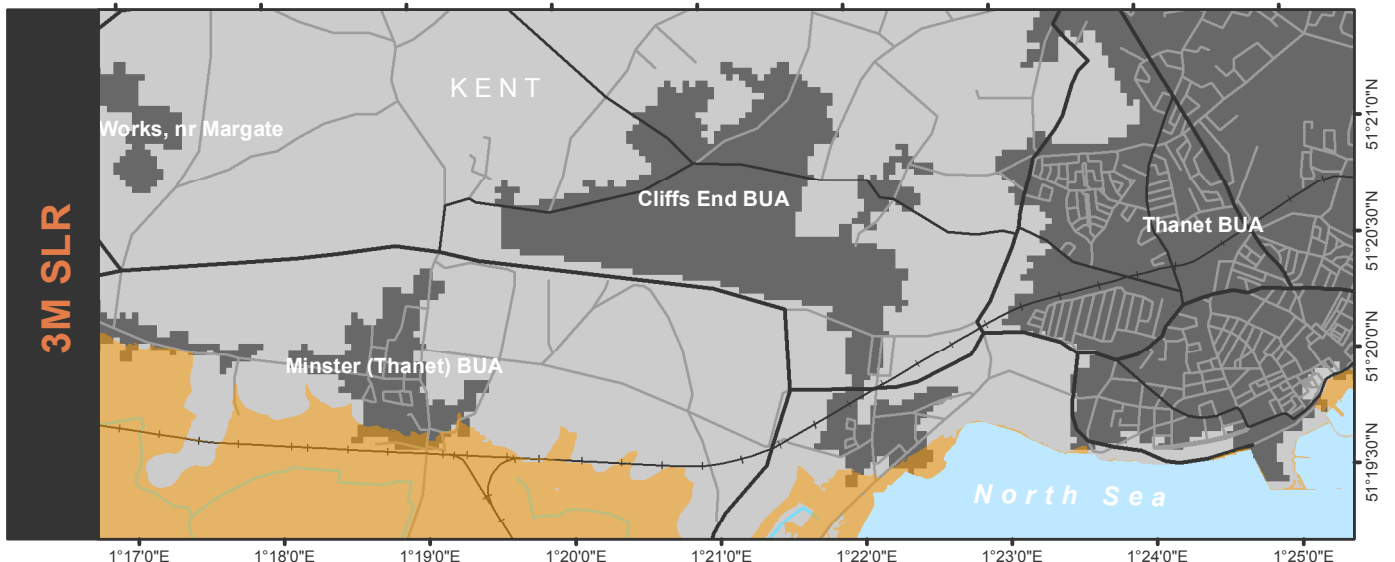 3M SLR
KENT
Works, nr Margate
Cliffs End BUA
Thanet BUA
Minster (Thanet) BUA
North Sea
51°21'0"N
51°20'30"N
51°20'0"N
51°19'30"N
1°17'0"E
1°18'0"E
1°19'0"E
1°20'0"E
1°21'0"E
1°22'0"E
1°23'0"E
1°24'0"E
1°25'0"E